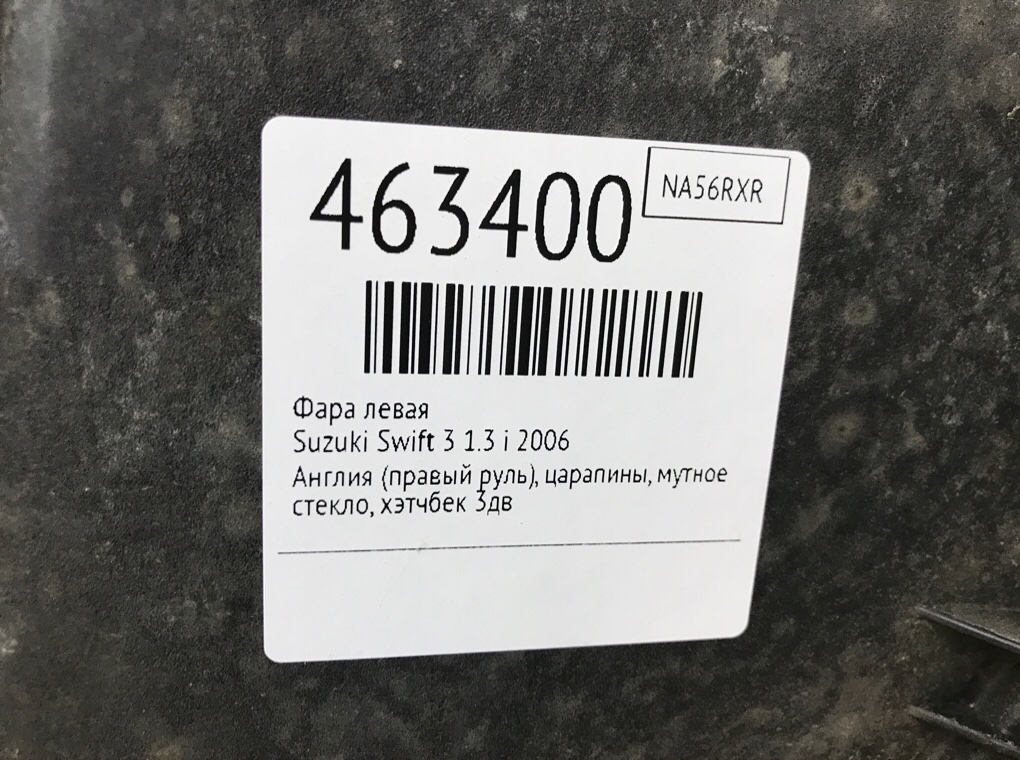 463400
NA56RXR
Фара левая
Suzuki Swift 3 1.3 i 2006
Англия (правый руль), царапины, мутное
стекло, хэтчбек 3дв